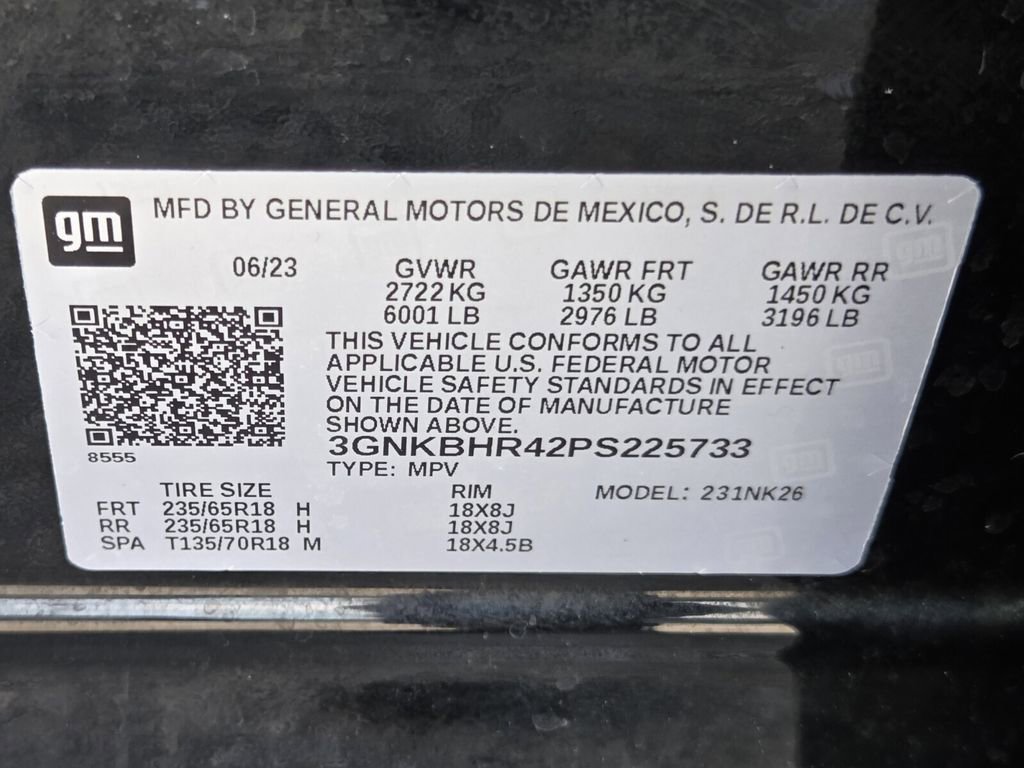 gm
MFD BY GENERAL MOTORS DE MEXICO, S. DE R.L. DE C.V.
06/23 GVWR GAWR FRT GAWR RR
2722 KG 1350 KG 1450 KG
6001 LB 2976 LB 3196 LB
THIS VEHICLE CONFORMS TO ALL
APPLICABLE U.S. FEDERAL MOTOR
VEHICLE SAFETY STANDARDS IN EFFECT
ON THE DATE OF MANUFACTURE
SHOWN ABOVE.
3GNKBHR42PS225733
8555
TYPE: MPV
TIRE SIZE RIM MODEL: 231NK26
FRT 235/65R18 H 18X8J
RR 235/65R18 H 18X8J
SPA T135/70R18 M 18X4.5B